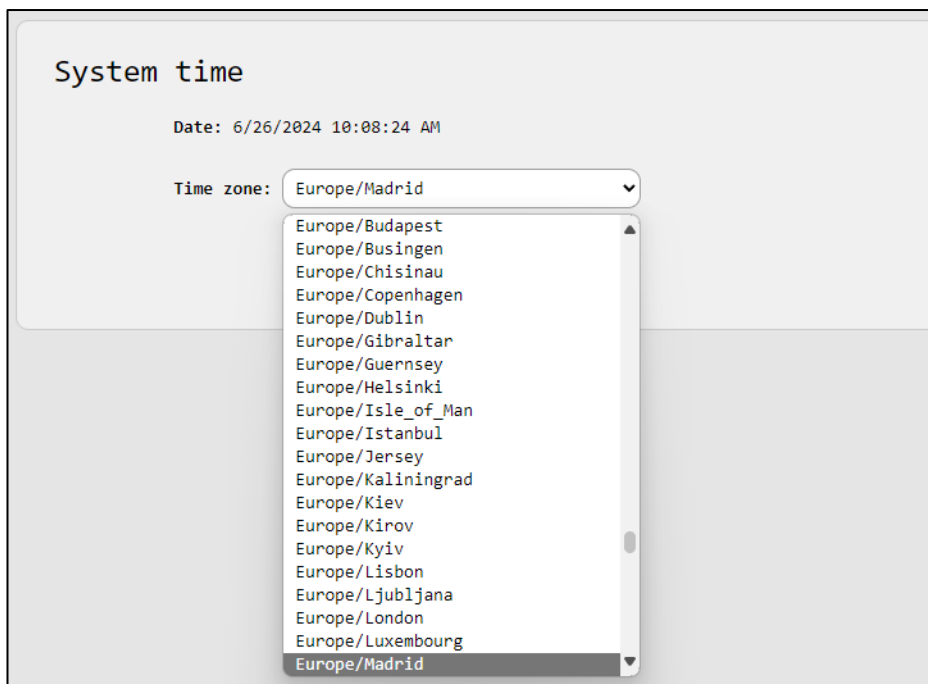 System time
Date: 6/26/2024 10:08:24 AM
Time zone: Europe/Madrid
Europe/Budapest
Europe/Busingen
Europe/Chisinau
Europe/Copenhagen
Europe/Dublin
Europe/Gibraltar
Europe/Guernsey
Europe/Helsinki
Europe/Isle_of_Man
Europe/Istanbul
Europe/Jersey
Europe/Kaliningrad
Europe/Kiev
Europe/Kirov
Europe/Kyiv
Europe/Lisbon
Europe/Ljubljana
Europe/London
Europe/Luxembourg
Europe/Madrid